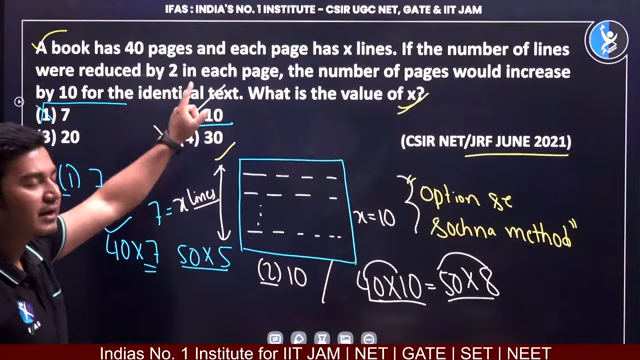 IFAS: INDIA'S NO. 1 INSTITUTE - CSIR UGC NET, GATE & IIT JAM
A book has 40 pages and each page has x lines. If the number of lines
were reduced by 2 in each page, the number of pages would increase
by 10 for the identical text. What is the value of x?
(1) 7
10
(3) 20
(4) 30
(CSIR NET/JRF JUNE 2021)
(1) 7
7 = x lines
40 × 7 50 × 5
x = 10
"Option se
sochna method"
(2) 10 / 40 × 10 = 50 × 8
IFAS
Indias No. 1 Institute for IIT JAM | NET | GATE | SET | NEET